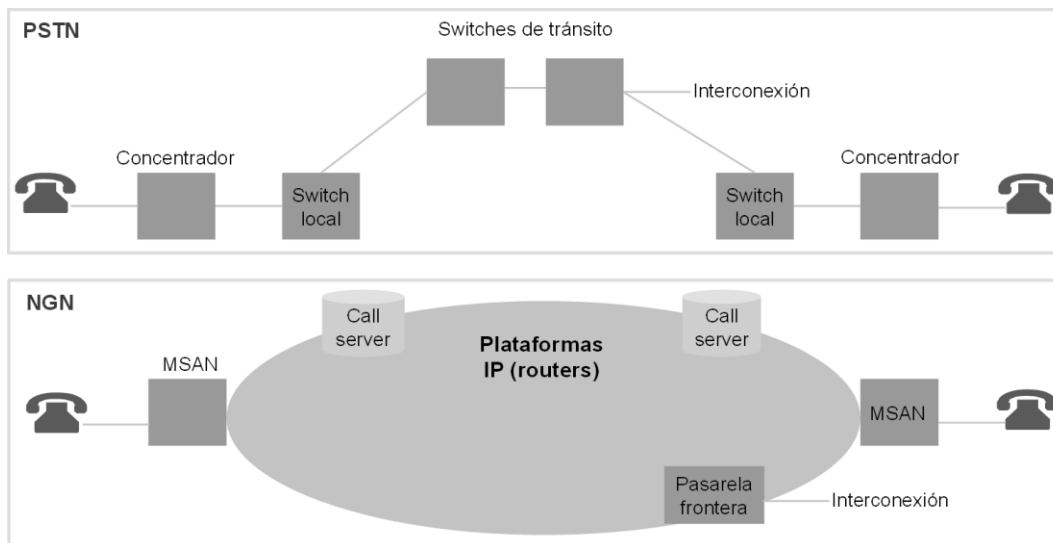 PSTN
Switches de tránsito
Interconexión
Concentrador
Concentrador
Switch
local
Switch
local
NGN
Call
server
Call
server
Plataformas
IP (routers)
MSAN
MSAN
Pasarela
frontera
Interconexión